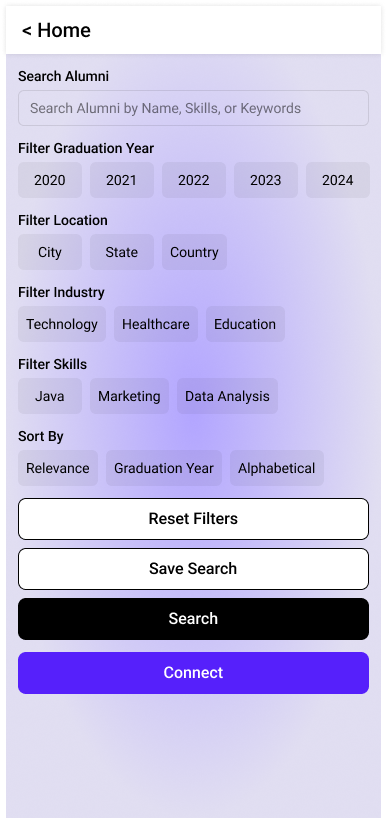 < Home
Search Alumni
Search Alumni by Name, Skills, or Keywords
Filter Graduation Year
2020 2021 2022 2023 2024
Filter Location
City State Country
Filter Industry
Technology Healthcare Education
Filter Skills
Java Marketing Data Analysis
Sort By
Relevance Graduation Year Alphabetical
Reset Filters
Save Search
Search
Connect